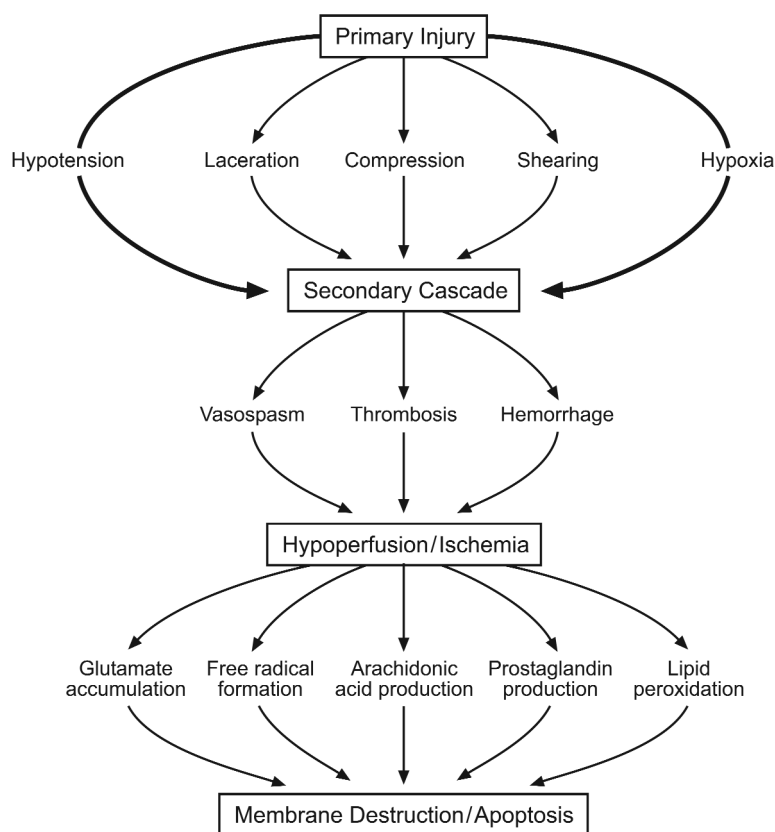 Primary Injury
Hypotension
Laceration
Compression
Shearing
Hypoxia
Secondary Cascade
Vasospasm
Thrombosis
Hemorrhage
Hypoperfusion/Ischemia
Glutamate
accumulation
Free radical
formation
Arachidonic
acid production
Prostaglandin
production
Lipid
peroxidation
Membrane Destruction/Apoptosis